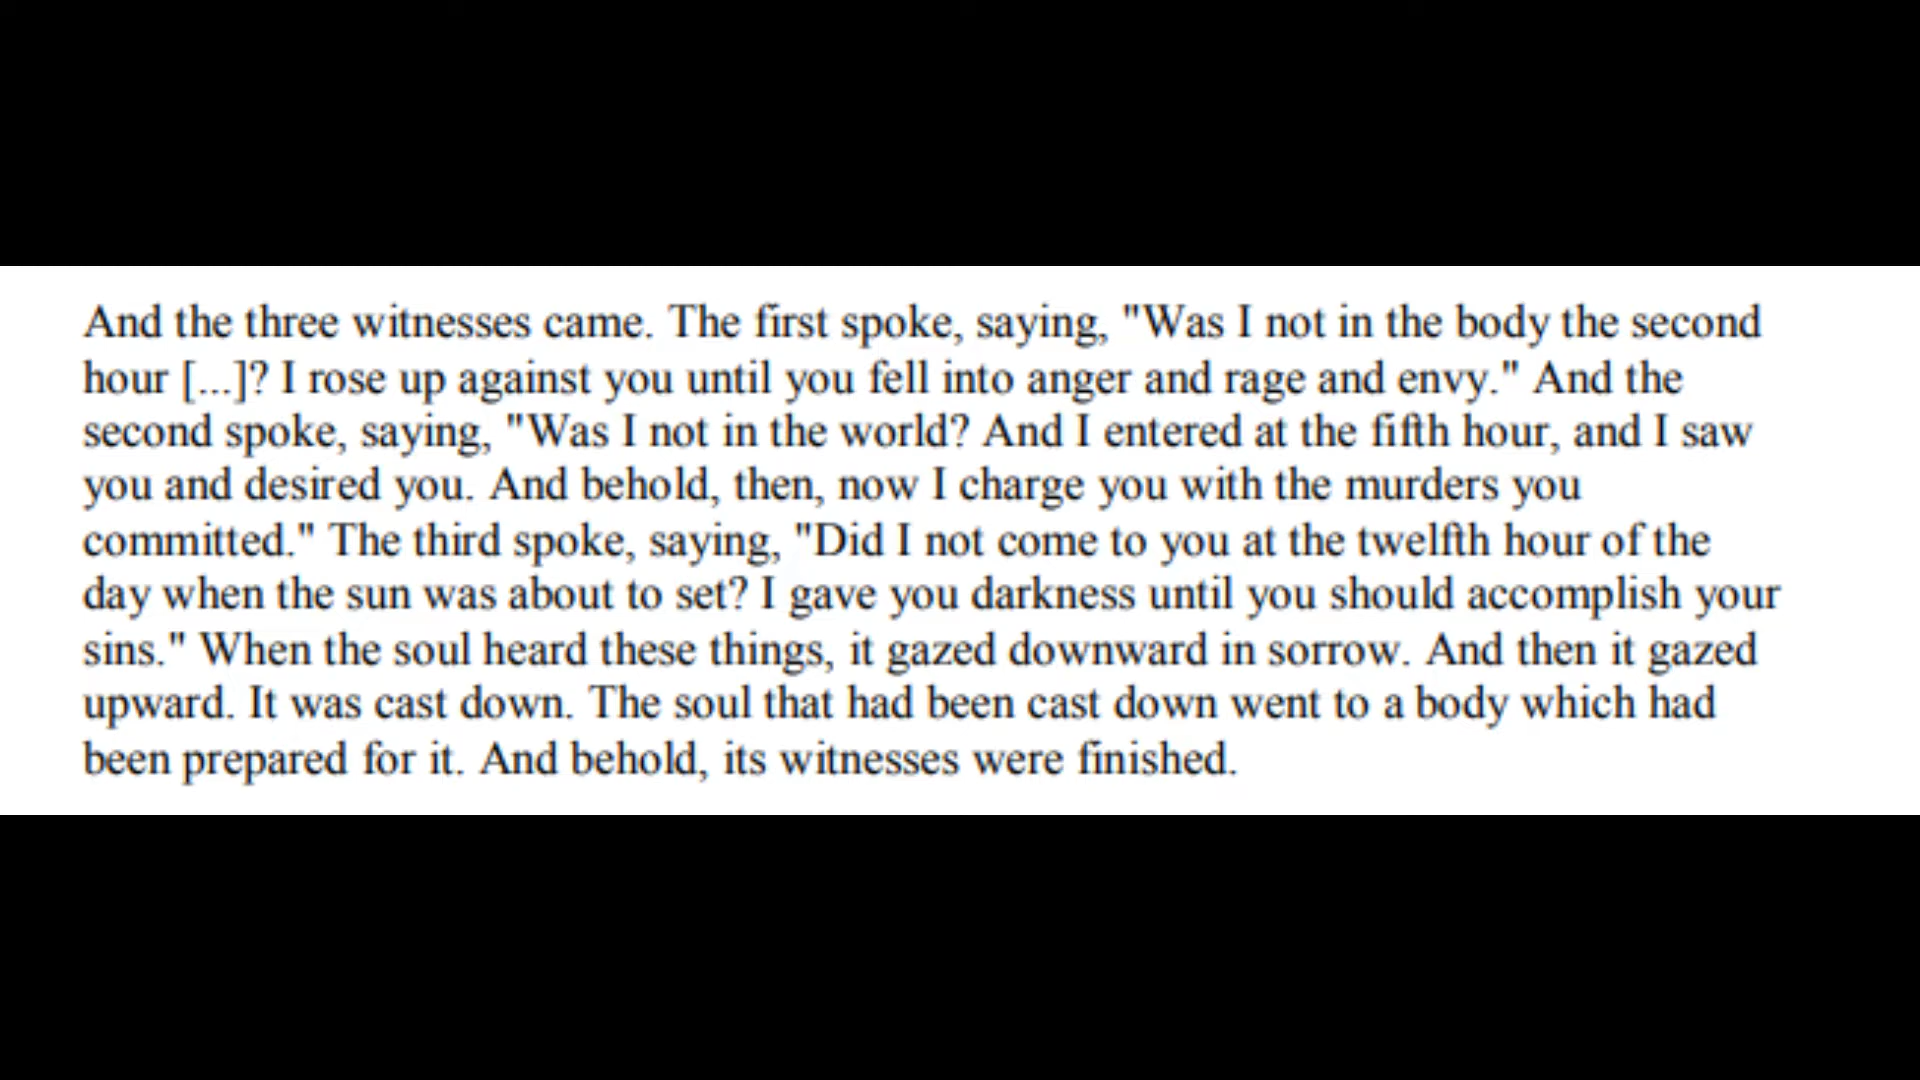 And the three witnesses came. The first spoke, saying, "Was I not in the body the second
hour [...]? I rose up against you until you fell into anger and rage and envy." And the
second spoke, saying, "Was I not in the world? And I entered at the fifth hour, and I saw
you and desired you. And behold, then, now I charge you with the murders you
committed." The third spoke, saying, "Did I not come to you at the twelfth hour of the
day when the sun was about to set? I gave you darkness until you should accomplish your
sins." When the soul heard these things, it gazed downward in sorrow. And then it gazed
upward. It was cast down. The soul that had been cast down went to a body which had
been prepared for it. And behold, its witnesses were finished.